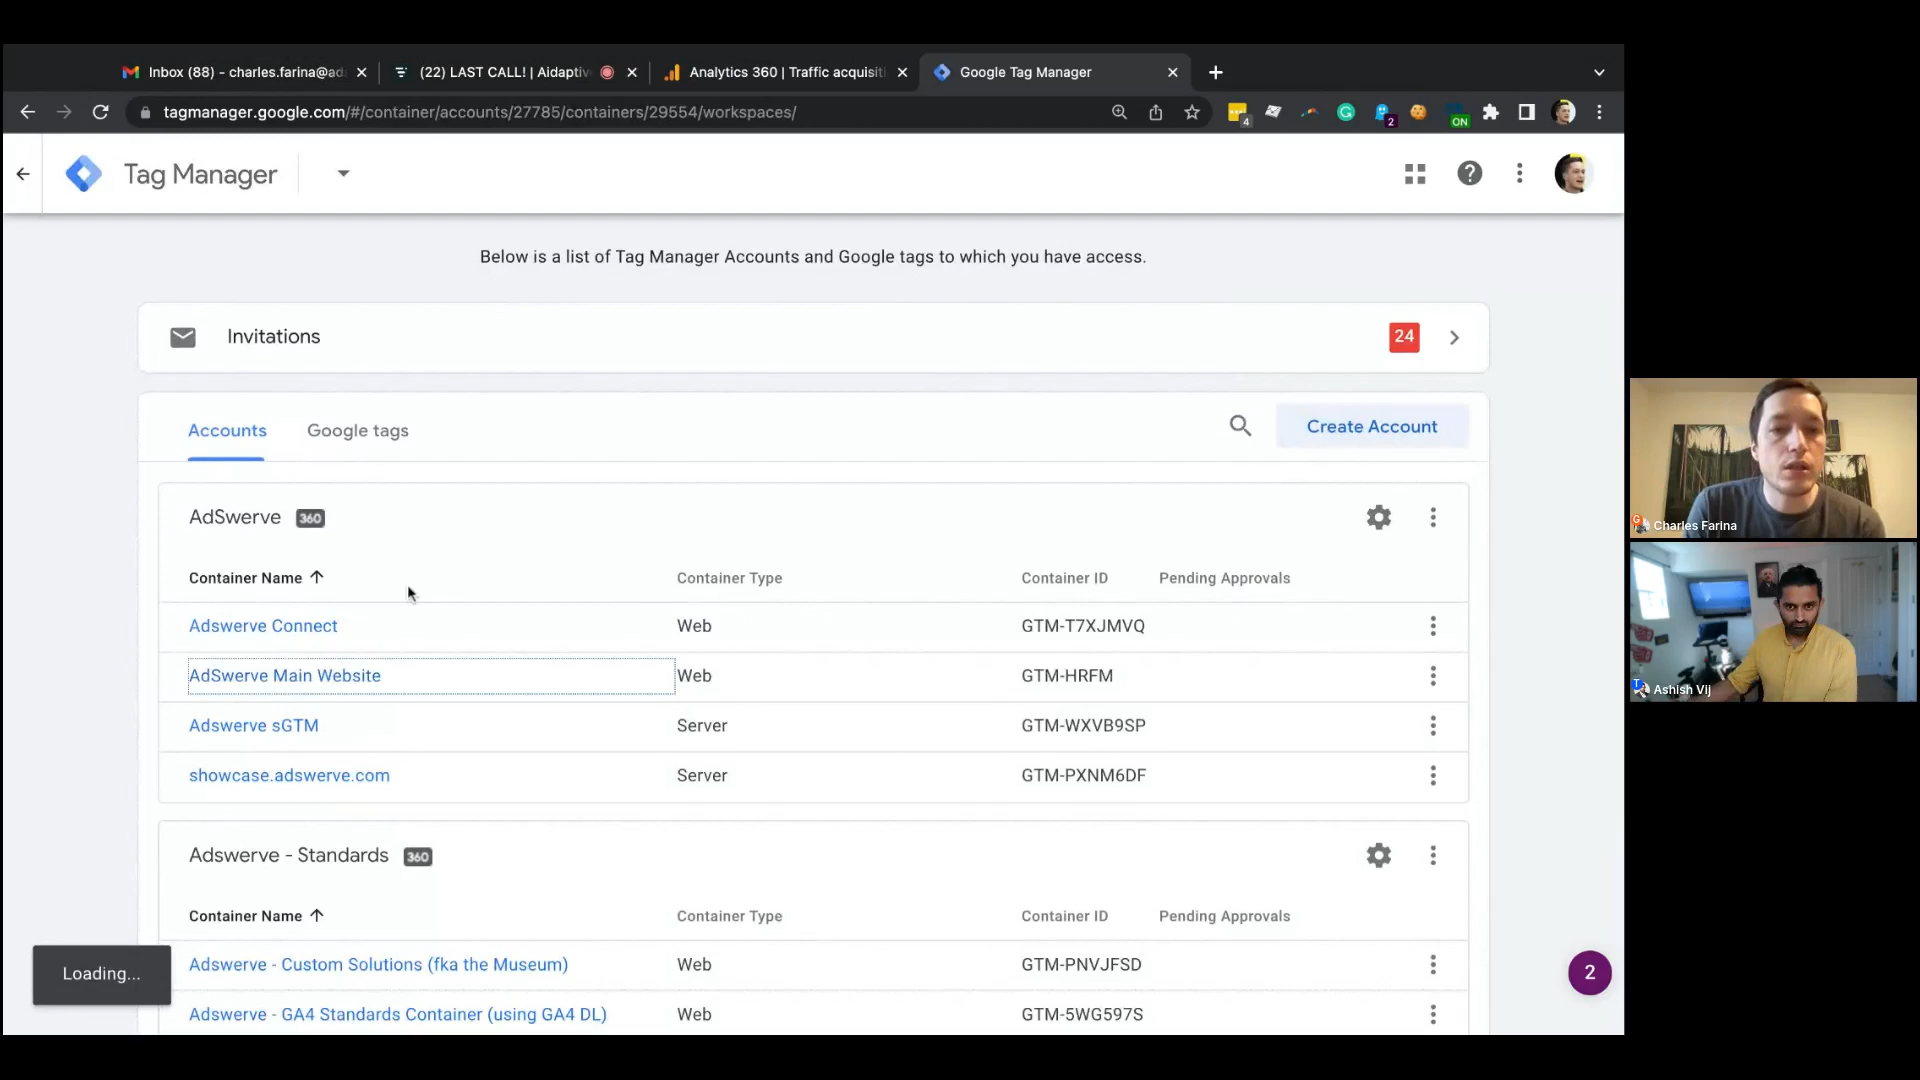 Inbox (88) - charles.farina@ad
(22) LAST CALL! | Aidaptiv
Analytics 360 | Traffic acquisiti
Google Tag Manager
tagmanager.google.com/#/container/accounts/27785/containers/29554/workspaces/
4
2
ON
Tag Manager
Below is a list of Tag Manager Accounts and Google tags to which you have access.
Invitations
24
Accounts
Google tags
Create Account
AdSwerve 360
Container Name
Container Type
Container ID
Pending Approvals
Adswerve Connect
Web
GTM-T7XJMVQ
AdSwerve Main Website
Web
GTM-HRFM
Adswerve sGTM
Server
GTM-WXVB9SP
showcase.adswerve.com
Server
GTM-PXNM6DF
Adswerve - Standards 360
Container Name
Container Type
Container ID
Pending Approvals
Adswerve - Custom Solutions (fka the Museum)
Web
GTM-PNVJFSD
Adswerve - GA4 Standards Container (using GA4 DL)
Web
GTM-5WG597S
Loading...
2
Charles Farina
Ashish Vij